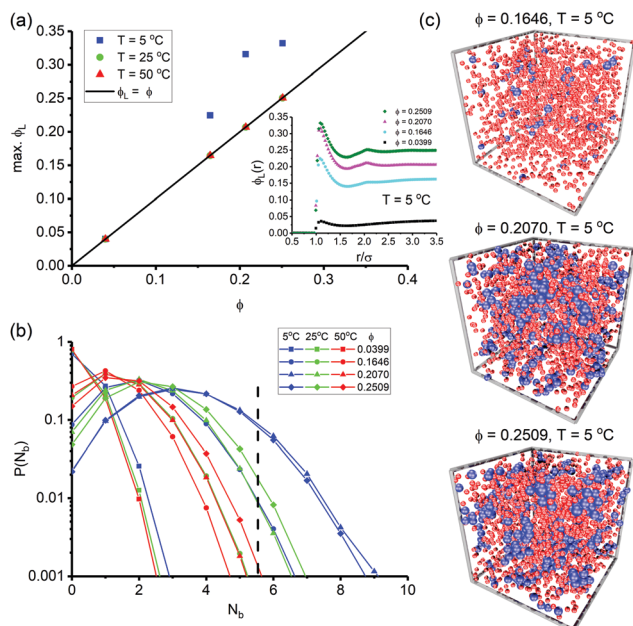 (a)
max. ϕL
0.35
0.30
0.25
0.20
0.15
0.10
0.05
0.00
T = 5 °C
T = 25 °C
T = 50 °C
ϕL = ϕ
0.0 0.1 0.2 0.3 0.4
ϕ
ϕL(r)
0.35
0.30
0.25
0.20
0.15
0.10
0.05
0.00
ϕ = 0.2509
ϕ = 0.2070
ϕ = 0.1646
ϕ = 0.0399
T = 5 °C
0.5 1.0 1.5 2.0 2.5 3.0 3.5
r/σ
(b)
P(Nb)
1
0.1
0.01
0.001
5°C 25°C 50°C ϕ
0.0399
0.1646
0.2070
0.2509
0 2 4 6 8 10
Nb
(c)
ϕ = 0.1646, T = 5 °C
ϕ = 0.2070, T = 5 °C
ϕ = 0.2509, T = 5 °C